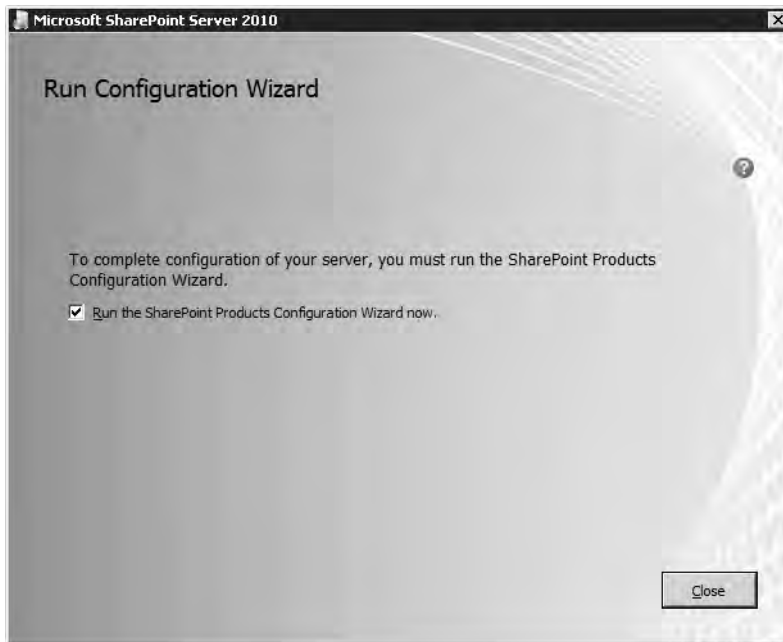 Microsoft SharePoint Server 2010
Run Configuration Wizard
?
To complete configuration of your server, you must run the SharePoint Products
Configuration Wizard.
Run the SharePoint Products Configuration Wizard now.
Close